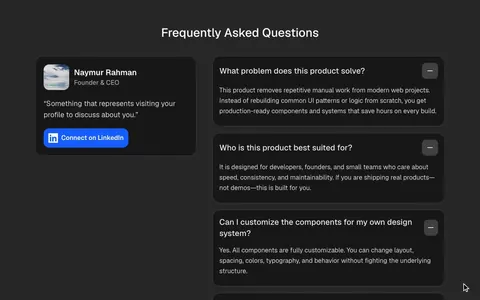 Frequently Asked Questions
Naymur Rahman
Founder & CEO
“Something that represents visiting your
profile to discuss about you.”
in Connect on LinkedIn
What problem does this product solve?
This product removes repetitive manual work from modern web projects.
Instead of rebuilding common UI patterns or logic from scratch, you get
production-ready components and systems that save hours on every build.
Who is this product best suited for?
It is designed for developers, founders, and small teams who care about
speed, consistency, and maintainability. If you are shipping real products—
not demos—this is built for you.
Can I customize the components for my own design
system?
Yes. All components are fully customizable. You can change layout,
spacing, colors, typography, and behavior without fighting the underlying
structure.